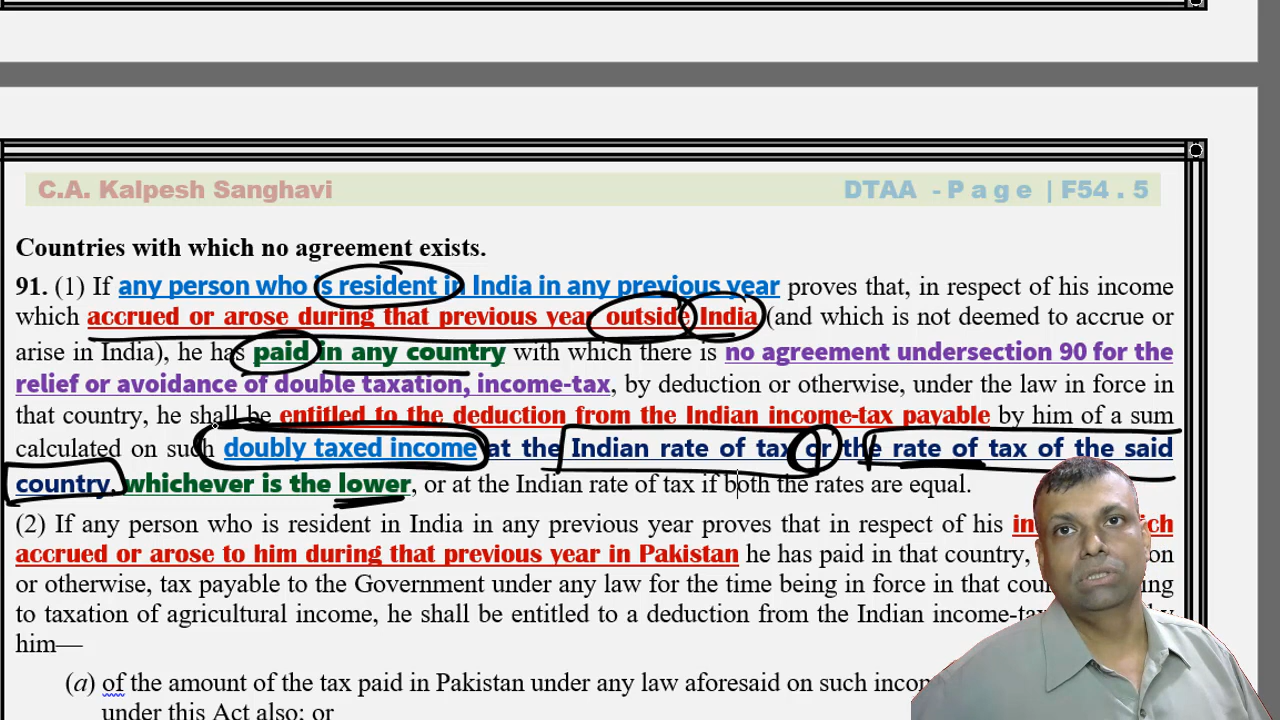 C.A. Kalpesh Sanghavi DTAA - P a g e | F54 . 5
Countries with which no agreement exists.
91. (1) If any person who is resident in India in any previous year proves that, in respect of his income
which accrued or arose during that previous year outside India (and which is not deemed to accrue or
arise in India), he has paid in any country with which there is no agreement undersection 90 for the
relief or avoidance of double taxation, income-tax, by deduction or otherwise, under the law in force in
that country, he shall be entitled to the deduction from the Indian income-tax payable by him of a sum
calculated on such doubly taxed income at the Indian rate of tax or the rate of tax of the said
country, whichever is the lower, or at the Indian rate of tax if both the rates are equal.
(2) If any person who is resident in India in any previous year proves that in respect of his
accrued or arose to him during that previous year in Pakistan he has paid in that country,
or otherwise, tax payable to the Government under any law for the time being in force in that
to taxation of agricultural income, he shall be entitled to a deduction from the Indian
him—
(a) of the amount of the tax paid in Pakistan under any law aforesaid on such
under this Act also; or